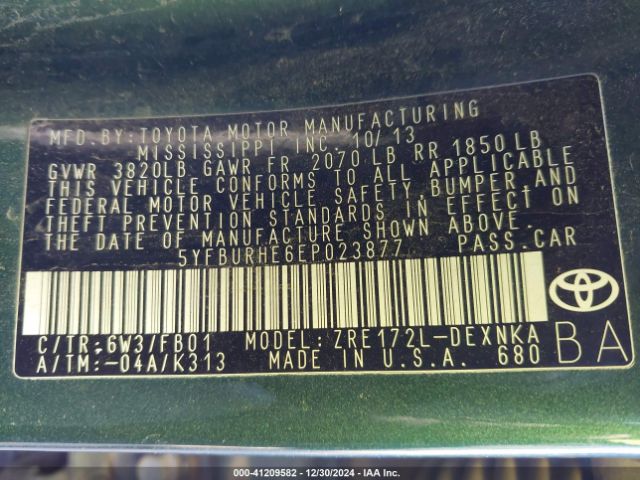 MFD.BY:TOYOTA MOTOR MANUFACTURING
MISSISSIPPI INC. 10/13
GVWR 3820LB GAWR FR 2070 LB RR 1850 LB
THIS VEHICLE CONFORMS TO ALL APPLICABLE
FEDERAL MOTOR VEHICLE SAFETY,BUMPER,AND
THEFT PREVENTION STANDARDS IN EFFECT ON
THE DATE OF MANUFACTURE SHOWN ABOVE.
5YFBURHE6EP023877 PASS.CAR
C/TR:6W3/FB01 MODEL:ZRE172L-DEXNKA
A/TM:-04A/K313 MADE IN U.S.A. 680
BA
000-41209582 - 12/30/2024 - IAA Inc.